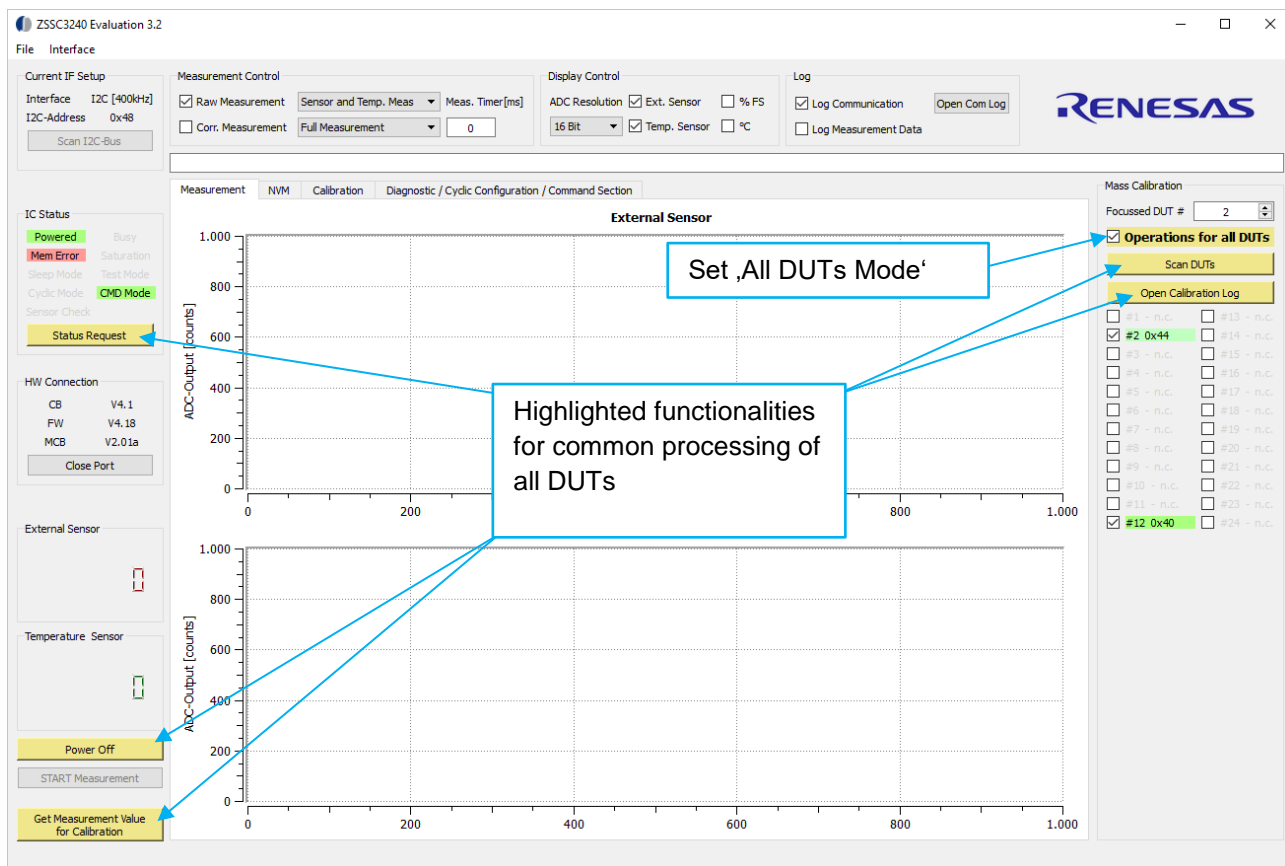 ZSSC3240 Evaluation 3.2
File Interface
Current IF Setup
Interface I2C [400kHz]
I2C-Address 0x48
Scan I2C-Bus
Measurement Control
Raw Measurement Sensor and Temp. Meas Meas. Timer[ms]
Corr. Measurement Full Measurement 0
Display Control
ADC Resolution Ext. Sensor % FS
16 Bit Temp. Sensor °C
Log
Log Communication Open Com Log
Log Measurement Data
RENESAS
Measurement NVM Calibration Diagnostic / Cyclic Configuration / Command Section
IC Status
Powered Busy
Mem Error Saturation
Sleep Mode Test Mode
Cyclic Mode CMD Mode
Sensor Check
Status Request
HW Connection
CB V4.1
FW V4.18
MCB V2.01a
Close Port
External Sensor
0
Temperature Sensor
0
Power Off
START Measurement
Get Measurement Value
for Calibration
External Sensor
ADC-Output [counts]
1.000
800
600
400
200
0
0 200 800 1.000
Set ‚All DUTs Mode‘
Highlighted functionalities
for common processing of
all DUTs
ADC-Output [counts]
1.000
800
600
400
200
0
0 200 400 600 800 1.000
Mass Calibration
Focussed DUT # 2
Operations for all DUTs
Scan DUTs
Open Calibration Log
#1 - n.c. #13 - n.c.
#2 0x44 #14 - n.c.
#3 - n.c. #15 - n.c.
#4 - n.c. #16 - n.c.
#5 - n.c. #17 - n.c.
#6 - n.c. #18 - n.c.
#7 - n.c. #19 - n.c.
#8 - n.c. #20 - n.c.
#9 - n.c. #21 - n.c.
#10 - n.c. #22 - n.c.
#11 - n.c. #23 - n.c.
#12 0x40 #24 - n.c.